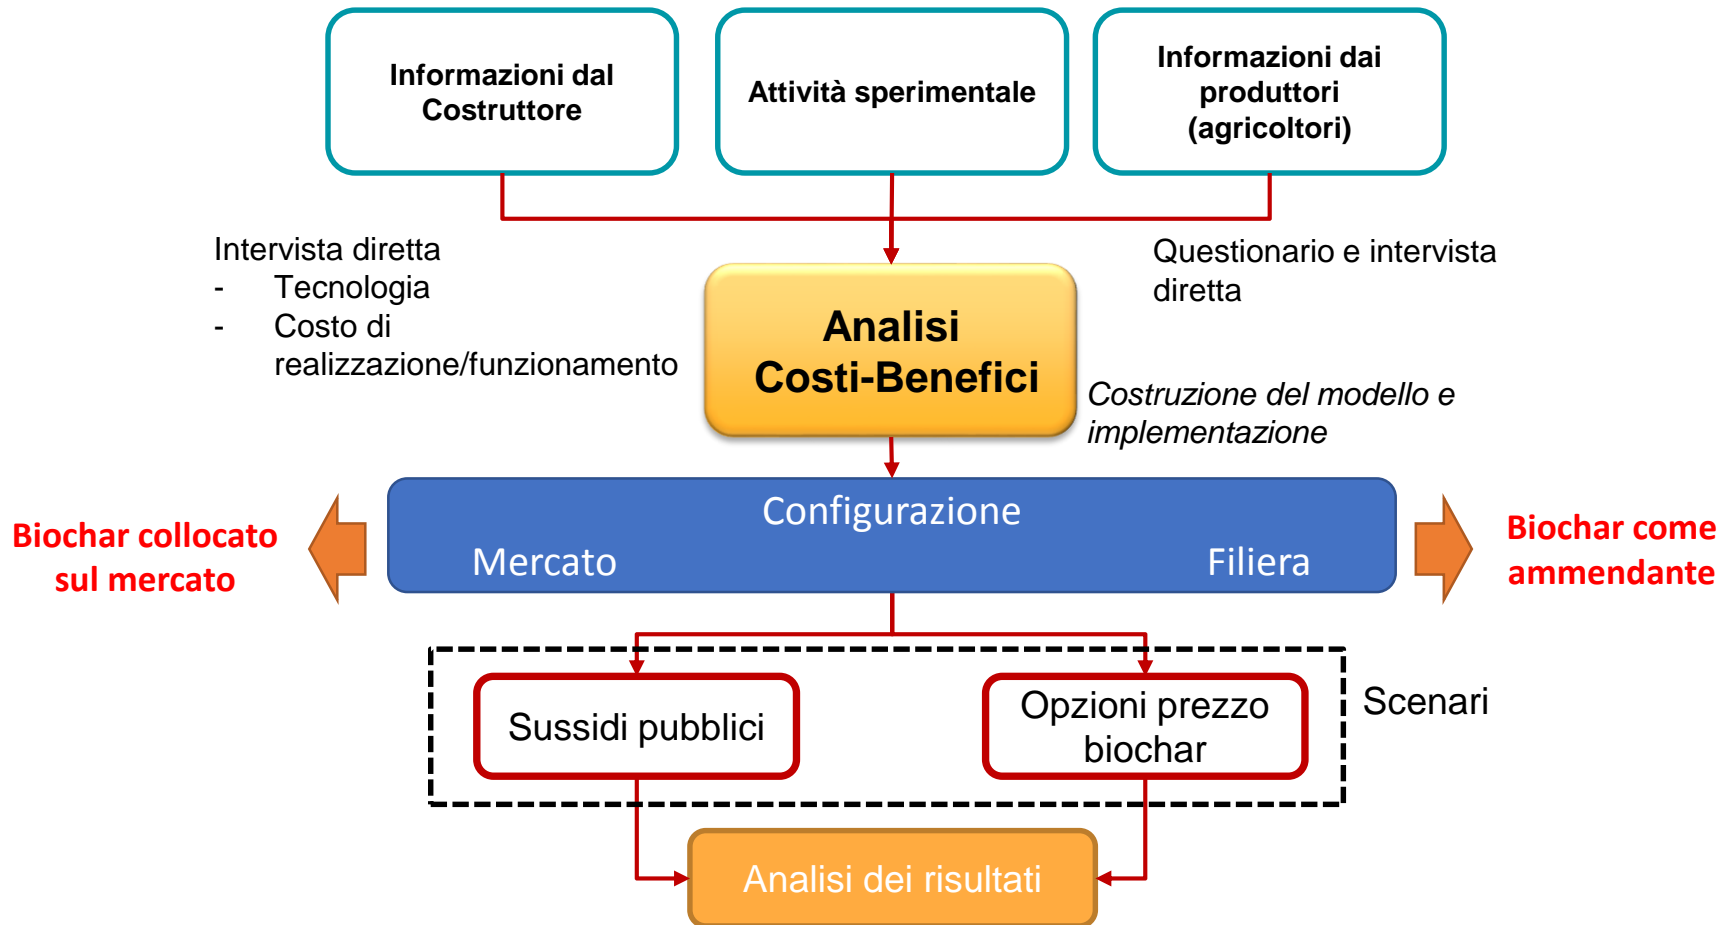 Informazioni dal
Costruttore
Attività sperimentale
Informazioni dai
produttori
(agricoltori)
Intervista diretta
- Tecnologia
- Costo di
realizzazione/funzionamento
Questionario e intervista
diretta
Analisi
Costi-Benefici
Costruzione del modello e
implementazione
Configurazione
Mercato
Filiera
Biochar collocato
sul mercato
Biochar come
ammendante
Sussidi pubblici
Opzioni prezzo
biochar
Scenari
Analisi dei risultati